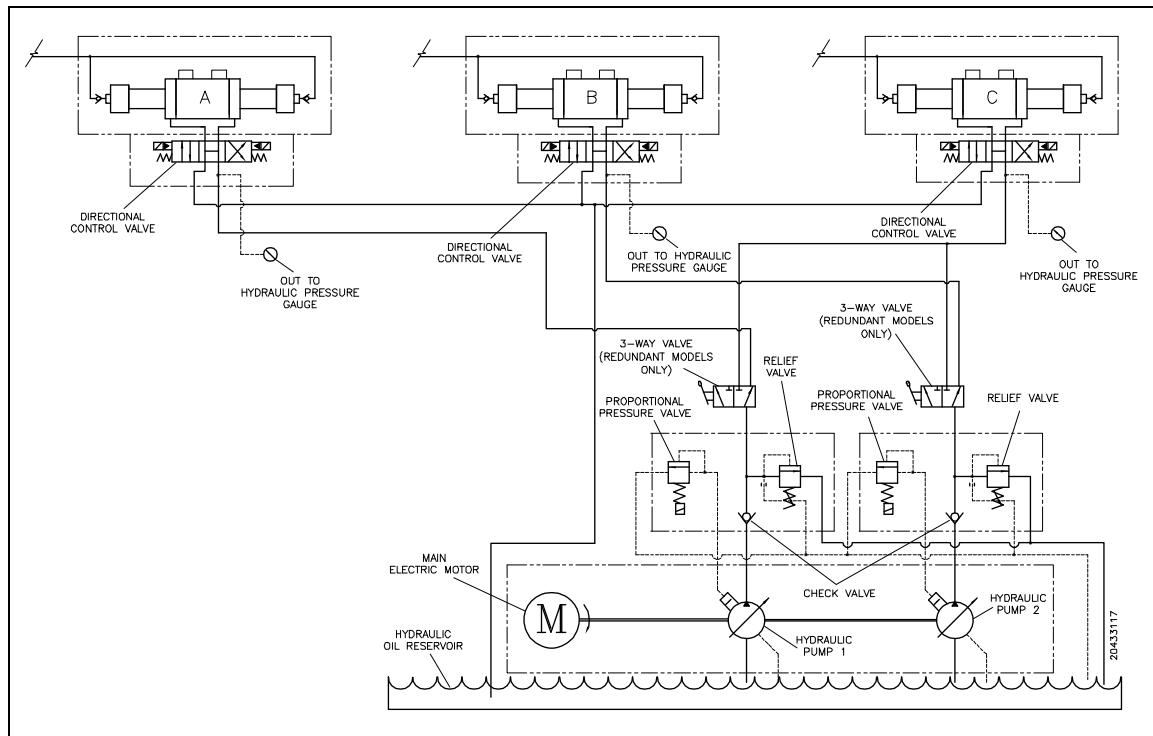 A
B
C
DIRECTIONAL
CONTROL VALVE
DIRECTIONAL
CONTROL VALVE
DIRECTIONAL
CONTROL VALVE
OUT TO
HYDRAULIC PRESSURE
GAUGE
OUT TO HYDRAULIC
PRESSURE GAUGE
OUT TO
HYDRAULIC PRESSURE
GAUGE
3-WAY VALVE
(REDUNDANT MODELS
ONLY)
3-WAY VALVE
(REDUNDANT MODELS
ONLY)
PROPORTIONAL
PRESSURE VALVE
RELIEF
VALVE
PROPORTIONAL
PRESSURE VALVE
RELIEF VALVE
MAIN
ELECTRIC MOTOR
M
CHECK VALVE
HYDRAULIC
PUMP 2
HYDRAULIC
PUMP 1
HYDRAULIC
OIL RESERVOIR
20433117